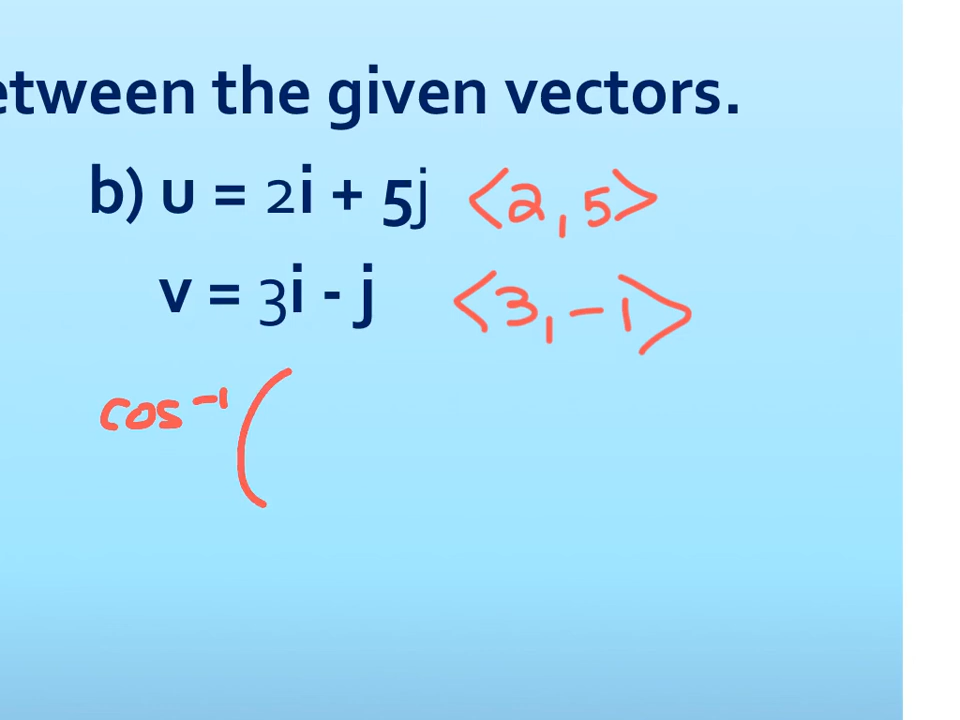 etween the given vectors.
b) u = 2i + 5j <2, 5>
v = 3i - j <3, -1>
cos⁻¹(